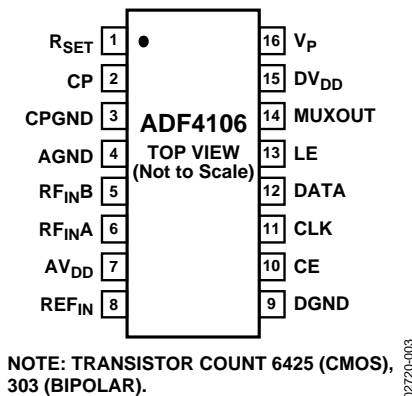 RSET 1
CP 2
CPGND 3
AGND 4
RFINB 5
RFINA 6
AVDD 7
REFIN 8
ADF4106
TOP VIEW
(Not to Scale)
16 VP
15 DVDD
14 MUXOUT
13 LE
12 DATA
11 CLK
10 CE
9 DGND
NOTE: TRANSISTOR COUNT 6425 (CMOS),
303 (BIPOLAR).
02720-003